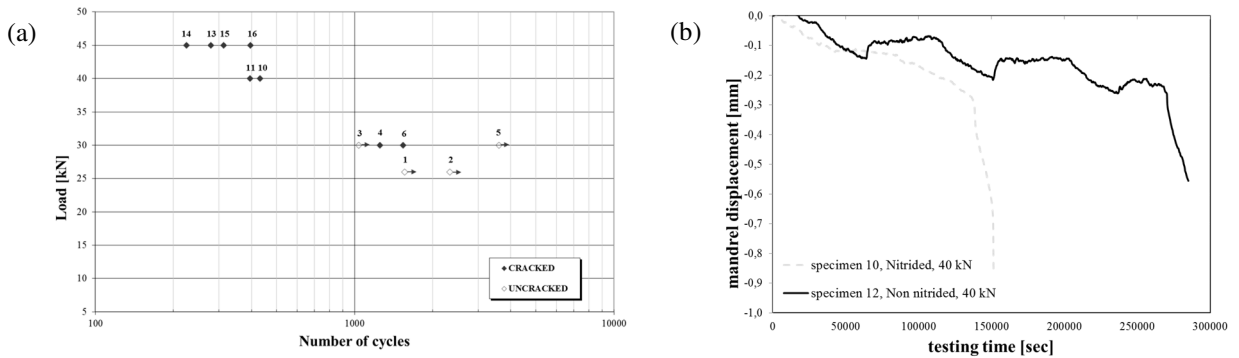 (a)
50
45
40
35
30
25
20
15
10
5
Load [kN]
14 13 15 16
11 10
3 4 6 5
1 2
CRACKED
UNCRACKED
100 1000 10000
Number of cycles
(b)
0,0
-0,1
-0,2
-0,3
-0,4
-0,5
-0,6
-0,7
-0,8
-0,9
-1,0
mandrel displacement [mm]
specimen 10, Nitrided, 40 kN
specimen 12, Non nitrided, 40 kN
0 50000 100000 150000 200000 250000 300000
testing time [sec]